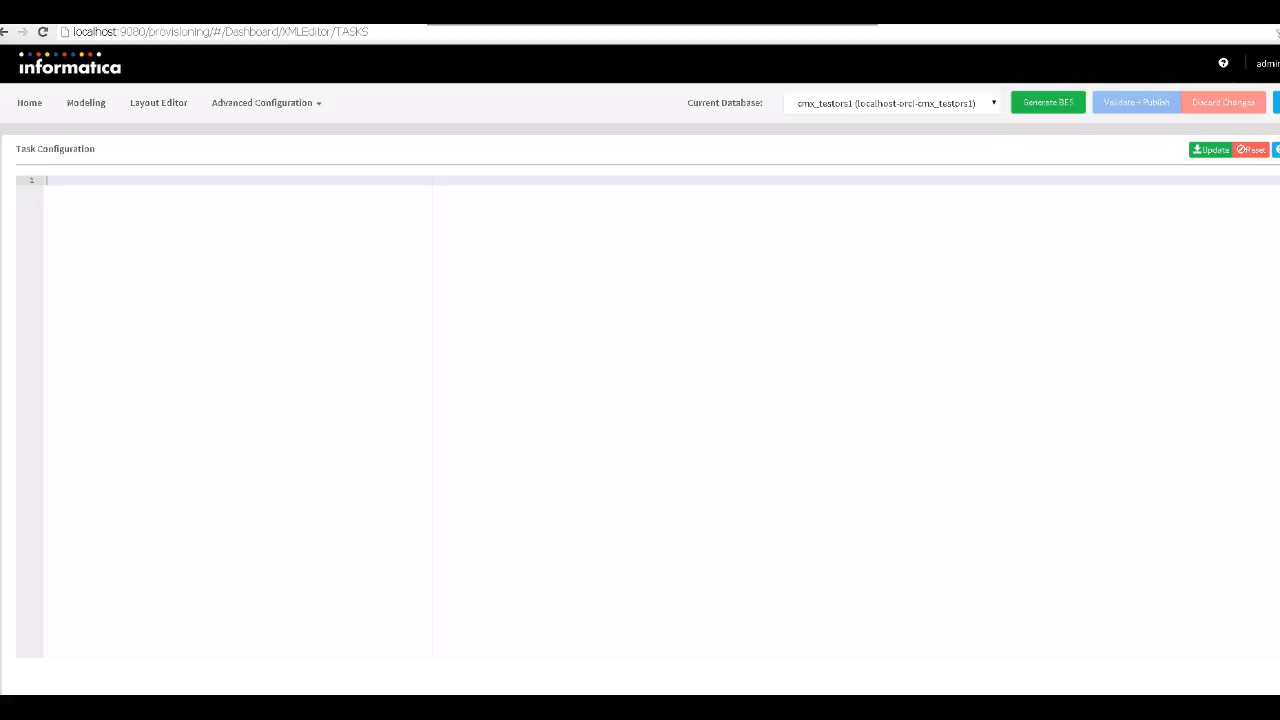 localhost:9080/provisioning/#/Dashboard/XMLEditor/TASKS
informatica
admin
Home Modeling Layout Editor Advanced Configuration Current Database: cmx_testors1 (localhost-orcl-cmx_testors1) Generate BES Validate + Publish Discard Changes
Task Configuration Update Reset
1